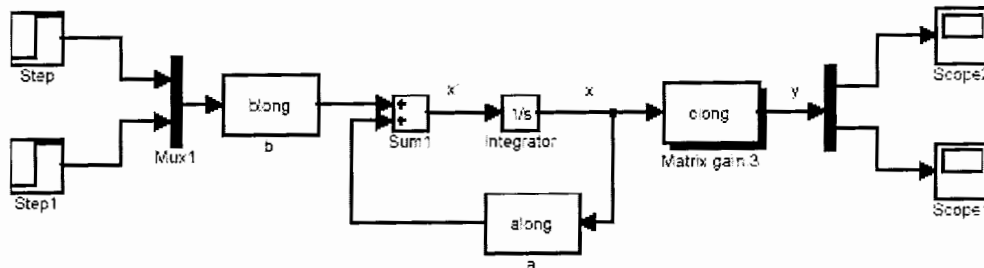 Step
Step1
Mux1
blong
b
+
+
Sum1
x'
1/s
Integrator
x
along
a
clong
Matrix gain 3
y
Scope2
Scope1